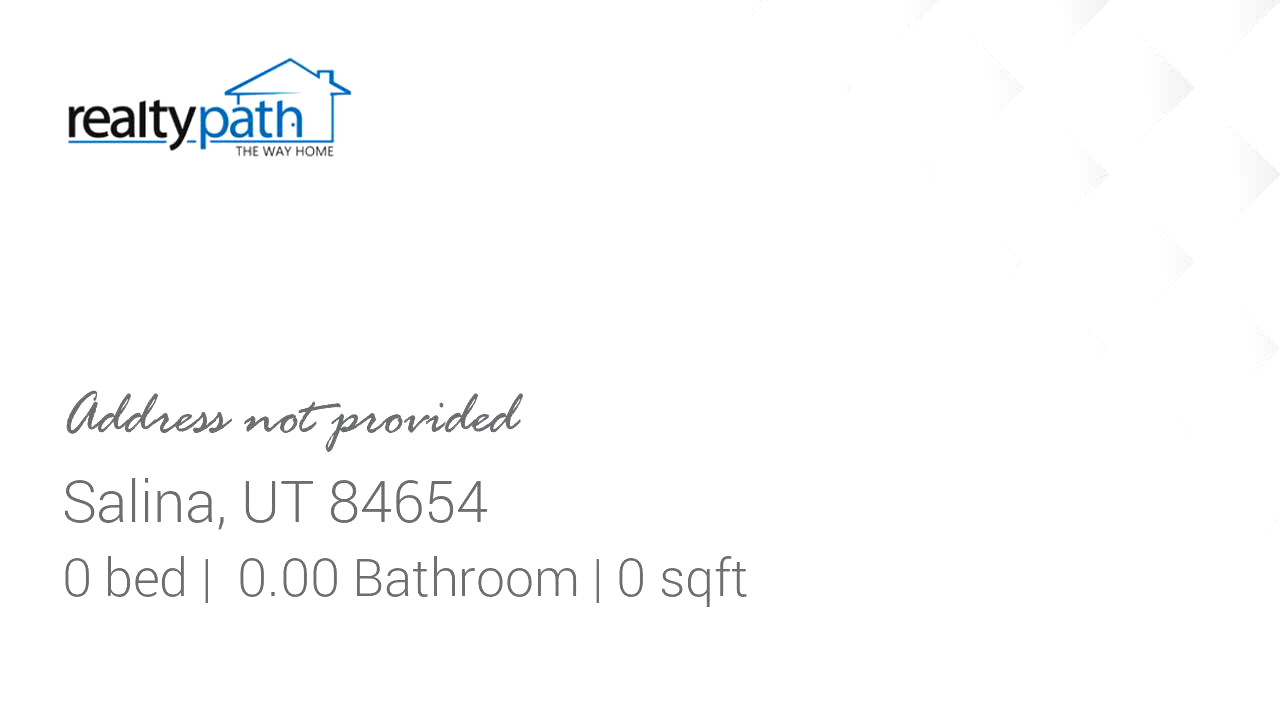 realtypath
THE WAY HOME
Address not provided
Salina, UT 84654
0 bed | 0.00 Bathroom | 0 sqft